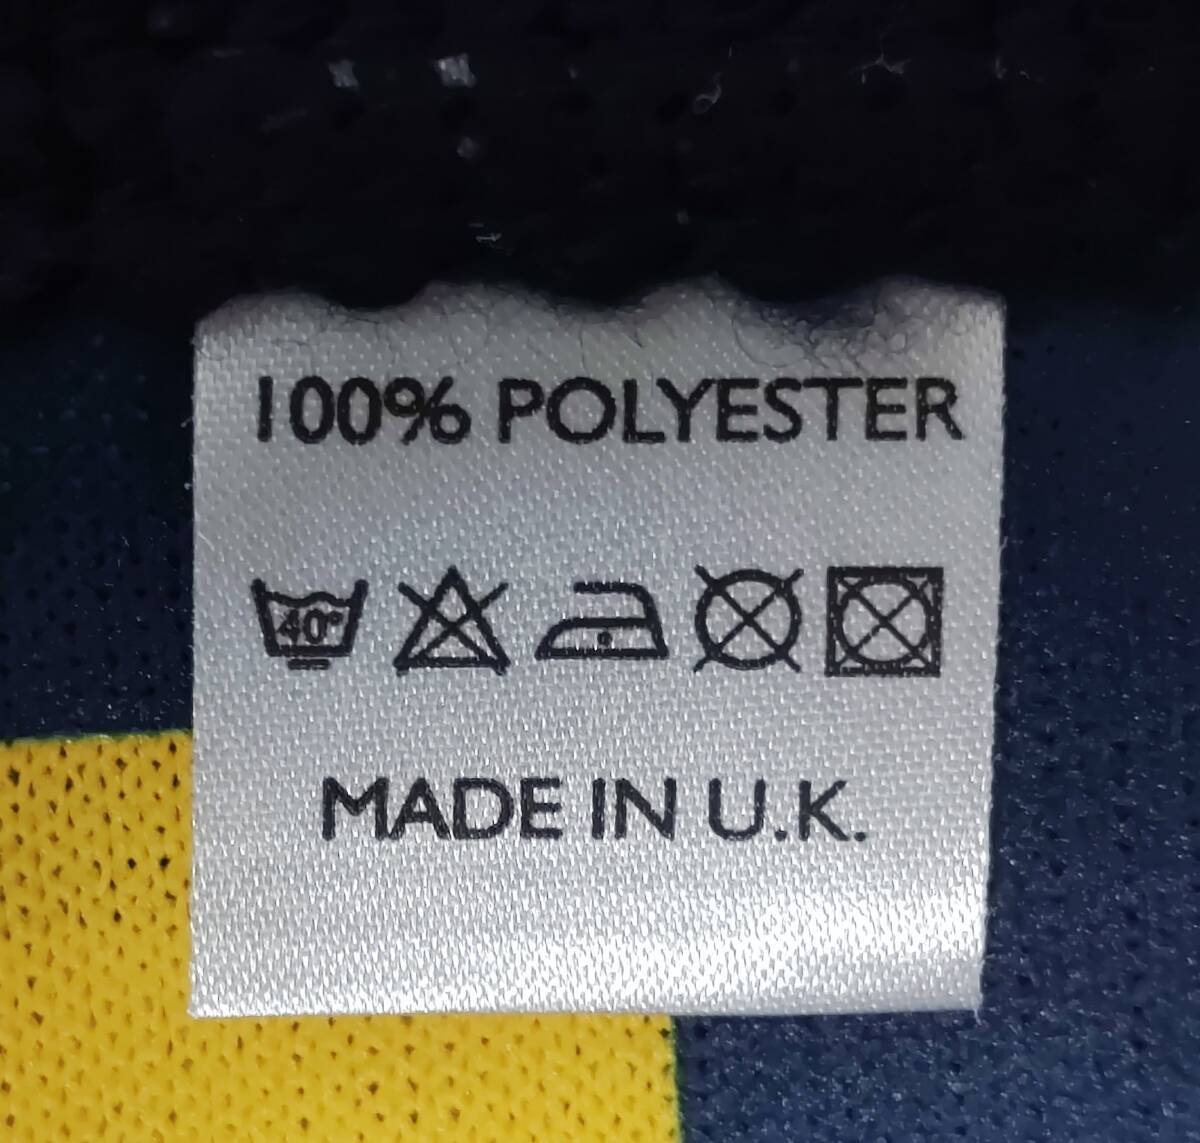 100% POLYESTER
40°
MADE IN U.K.